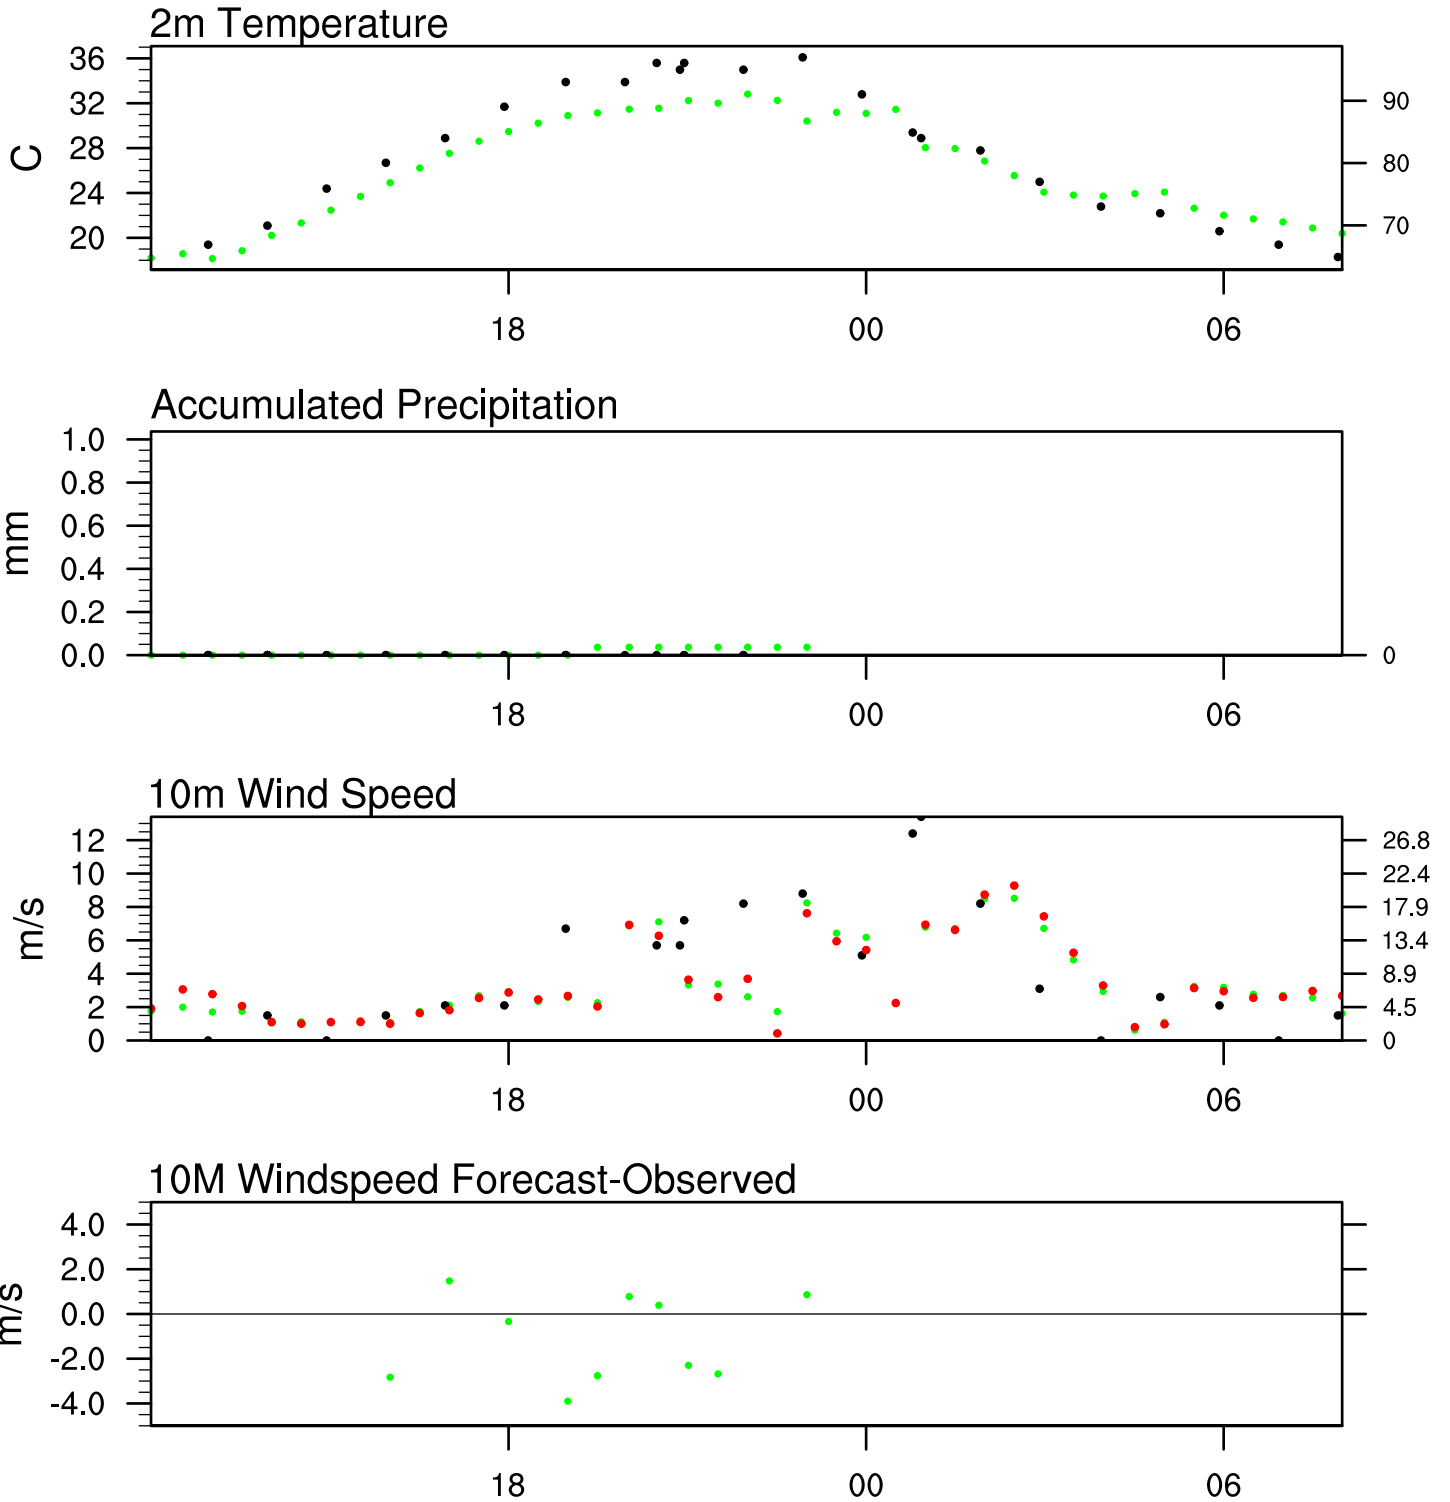 2m Temperature
36
32
28
24
20
C
90
80
70
18 00 06
Accumulated Precipitation
1.0
0.8
0.6
0.4
0.2
0.0
mm
0
18 00 06
10m Wind Speed
12
10
8
6
4
2
0
m/s
26.8
22.4
17.9
13.4
8.9
4.5
0
18 00 06
10M Windspeed Forecast-Observed
4.0
2.0
0.0
-2.0
-4.0
m/s
18 00 06